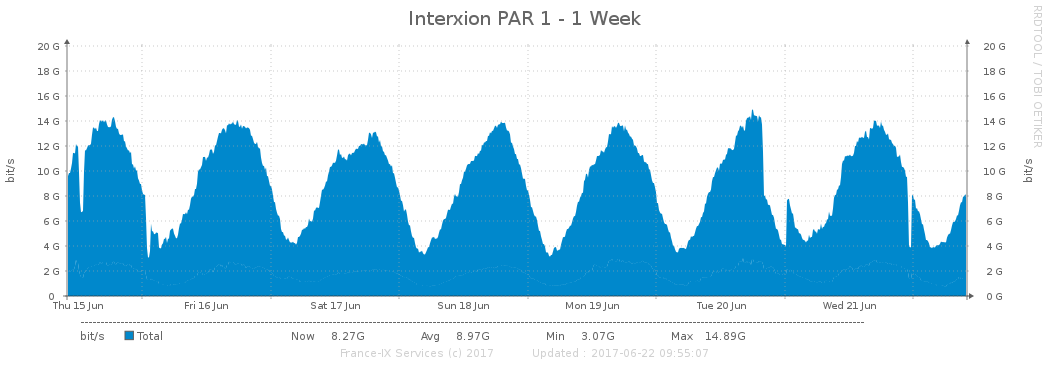 Interxion PAR 1 - 1 Week
RRDTOOL / TOBI OETIKER
20 G 20 G
18 G 18 G
16 G 16 G
14 G 14 G
12 G 12 G
10 G 10 G
8 G 8 G
6 G 6 G
4 G 4 G
2 G 2 G
0 0 G
bit/s
bit/s
Thu 15 Jun Fri 16 Jun Sat 17 Jun Sun 18 Jun Mon 19 Jun Tue 20 Jun Wed 21 Jun
bit/s Total Now 8.27G Avg 8.97G Min 3.07G Max 14.89G
France-IX Services (c) 2017 Updated : 2017-06-22 09:55:07